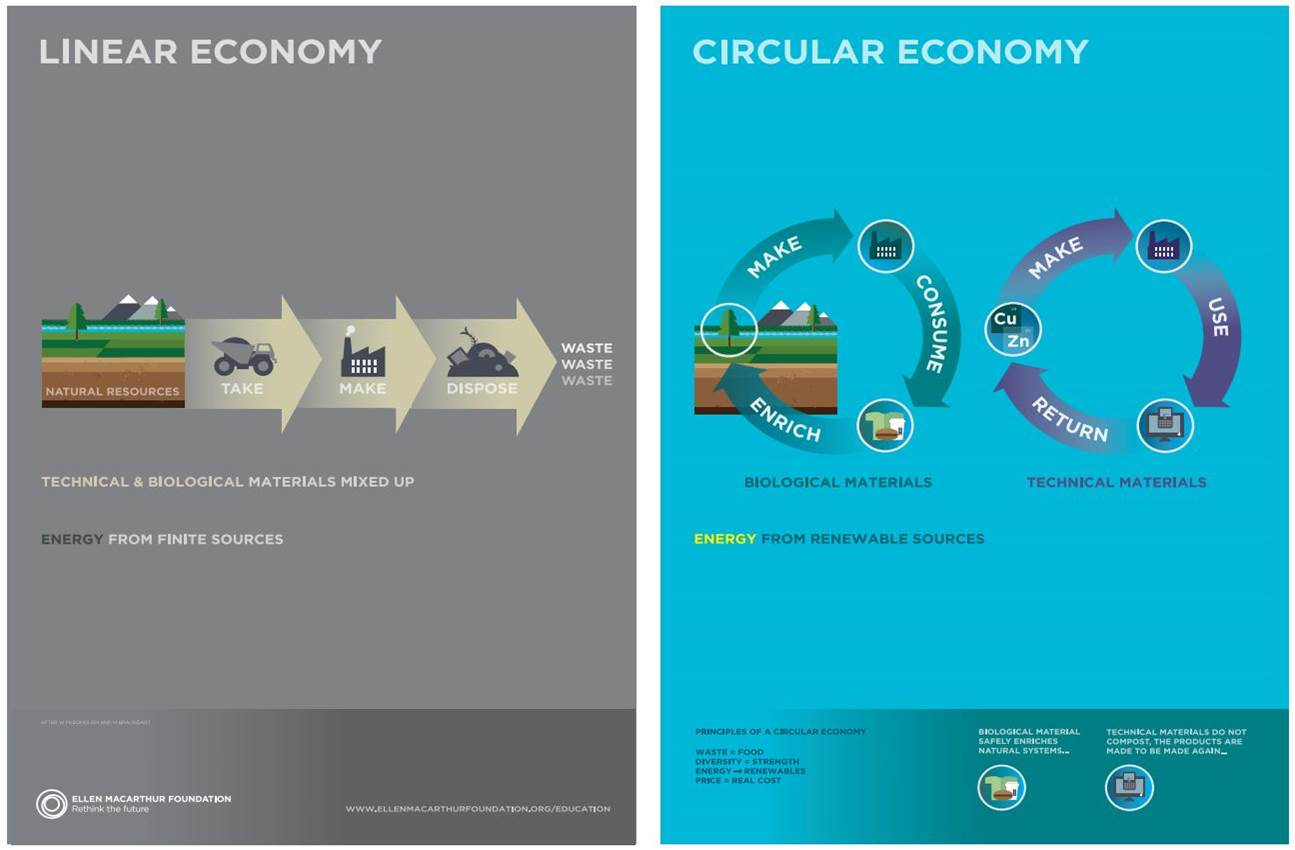 LINEAR ECONOMY
NATURAL RESOURCES
TAKE
MAKE
DISPOSE
WASTE
WASTE
WASTE
TECHNICAL & BIOLOGICAL MATERIALS MIXED UP
ENERGY FROM FINITE SOURCES
AFTER W. McDONOUGH AND M. BRAUNGART
ELLEN MACARTHUR FOUNDATION
Rethink the future
WWW.ELLENMACARTHURFOUNDATION.ORG/EDUCATION
CIRCULAR ECONOMY
MAKE
CONSUME
ENRICH
BIOLOGICAL MATERIALS
MAKE
USE
RETURN
Cu
Zn
TECHNICAL MATERIALS
ENERGY FROM RENEWABLE SOURCES
PRINCIPLES OF A CIRCULAR ECONOMY
WASTE = FOOD
DIVERSITY = STRENGTH
ENERGY → RENEWABLES
PRICE = REAL COST
BIOLOGICAL MATERIAL
SAFELY ENRICHES
NATURAL SYSTEMS...
TECHNICAL MATERIALS DO NOT
COMPOST, THE PRODUCTS ARE
MADE TO BE MADE AGAIN...